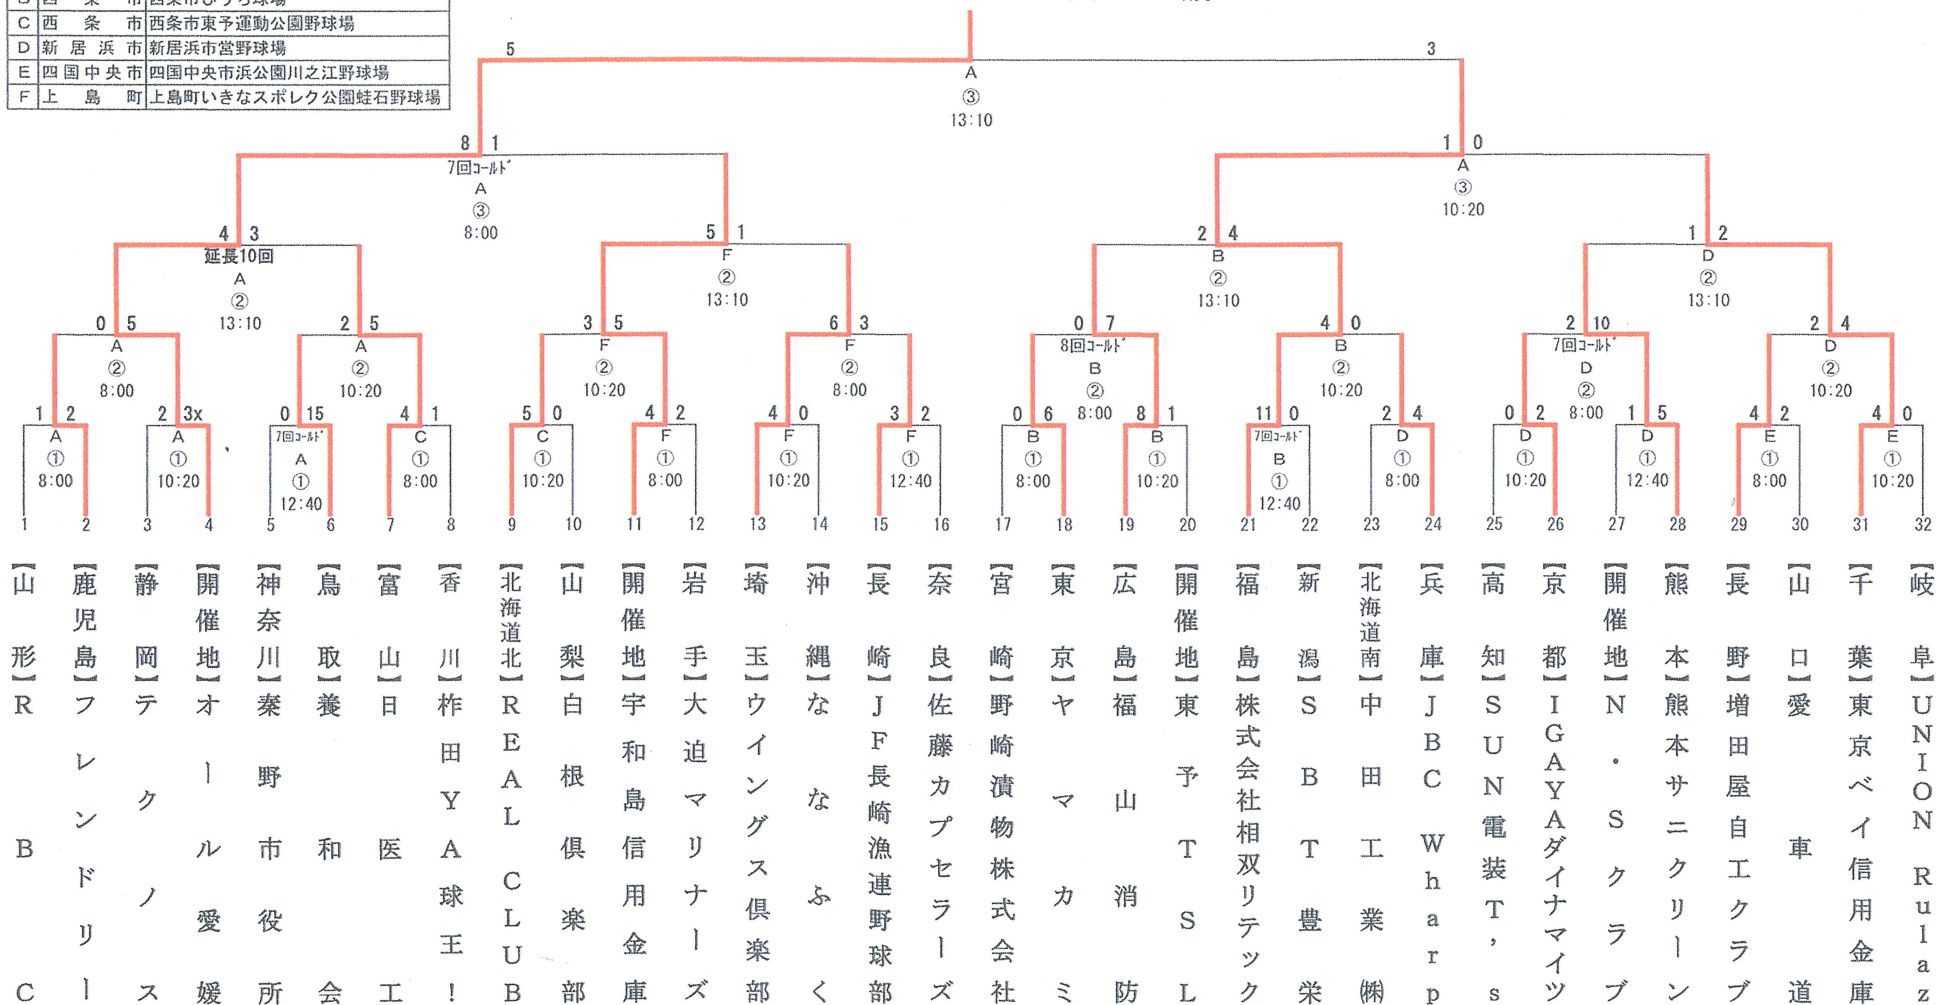 C 西条市 西条市東予運動公園野球場
D 新居浜市 新居浜市営野球場
E 四国中央市 四国中央市浜公園川之江野球場
F 上島町 上島町いきなスポレク公園蛙石野球場
5 3
A
③
13:10
8 1
7回コールド
A
③
8:00
1 0
A
③
10:20
4 3
延長10回
A
②
13:10
5 1
F
②
13:10
2 4
B
②
13:10
1 2
D
②
13:10
0 5
A
②
8:00
2 5
A
②
10:20
3 5
F
②
10:20
6 3
F
②
8:00
0 7
8回コールド
B
②
8:00
4 0
B
②
10:20
2 10
7回コールド
D
②
8:00
2 4
D
②
10:20
1 2
A
①
8:00
2 3x
A
①
10:20
0 15
7回コールド
A
①
12:40
4 1
C
①
8:00
5 0
C
①
10:20
4 2
F
①
8:00
4 0
F
①
10:20
3 2
F
①
12:40
0 6
B
①
8:00
8 1
B
①
10:20
11 0
7回コールド
B
①
12:40
2 4
D
①
8:00
0 2
D
①
10:20
1 5
D
①
12:40
4 2
E
①
8:00
4 0
E
①
10:20
1 2 3 4 5 6 7 8 9 10 11 12 13 14 15 16 17 18 19 20 21 22 23 24 25 26 27 28 29 30 31 32
【山形】RBC
【鹿児島】フレンドリー
【静岡】テクノス
【開催地】オール愛媛
【神奈川】秦野市役所
【鳥取】養和会
【富山】日医工
【香川】柞田YA球王!
【北海道北】REAL CLUB
【山梨】白根倶楽部
【開催地】宇和島信用金庫
【岩手】大迫マリナーズ
【埼玉】ウイングス倶楽部
【沖縄】ななふく
【長崎】JF長崎漁連野球部
【奈良】佐藤カプセラーズ
【宮崎】野崎漬物株式会社
【東京】ヤマカミ
【広島】福山消防
【開催地】東予TSL
【福島】株式会社相双リテック
【新潟】SBT豊栄
【北海道南】中田工業㈱
【兵庫】JBC Wharp
【高知】SUN電装T's
【京都】IGAYAダイナマイツ
【開催地】N・Sクラブ
【熊本】熊本サニクリーン
【長野】増田屋自工クラブ
【山口】愛車道
【千葉】東京ベイ信用金庫
【岐阜】UNION Rulaz